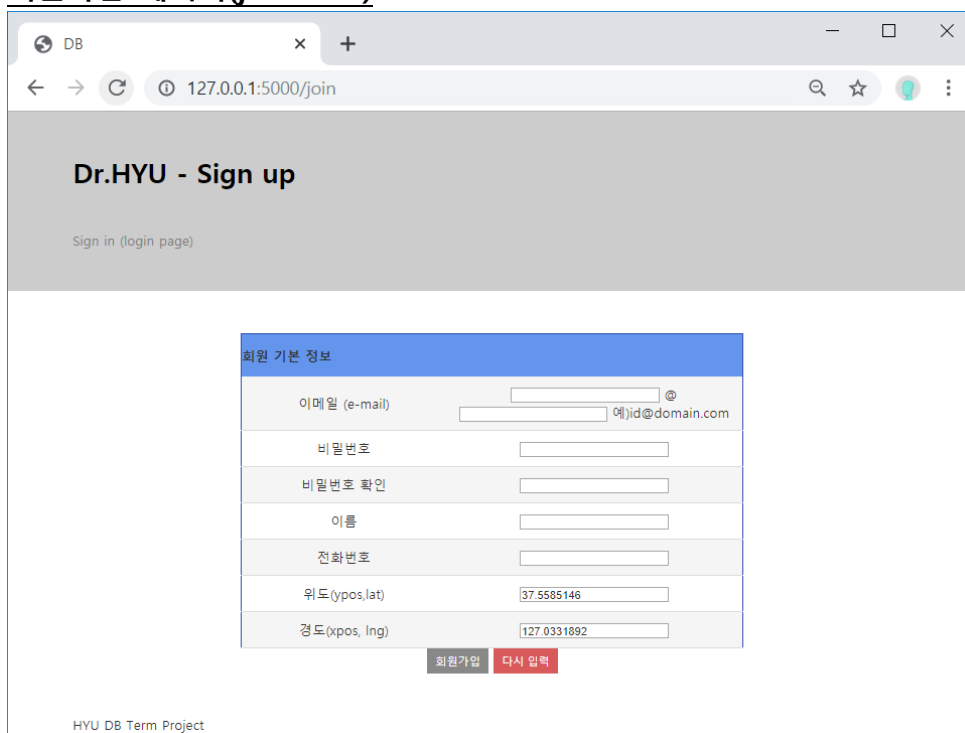 DB
127.0.0.1:5000/join
Dr.HYU - Sign up
Sign in (login page)
회원 기본 정보
이메일 (e-mail)
@
예)id@domain.com
비밀번호
비밀번호 확인
이름
전화번호
위도(ypos,lat)
37.5585146
경도(xpos, lng)
127.0331892
회원가입 다시 입력
HYU DB Term Project